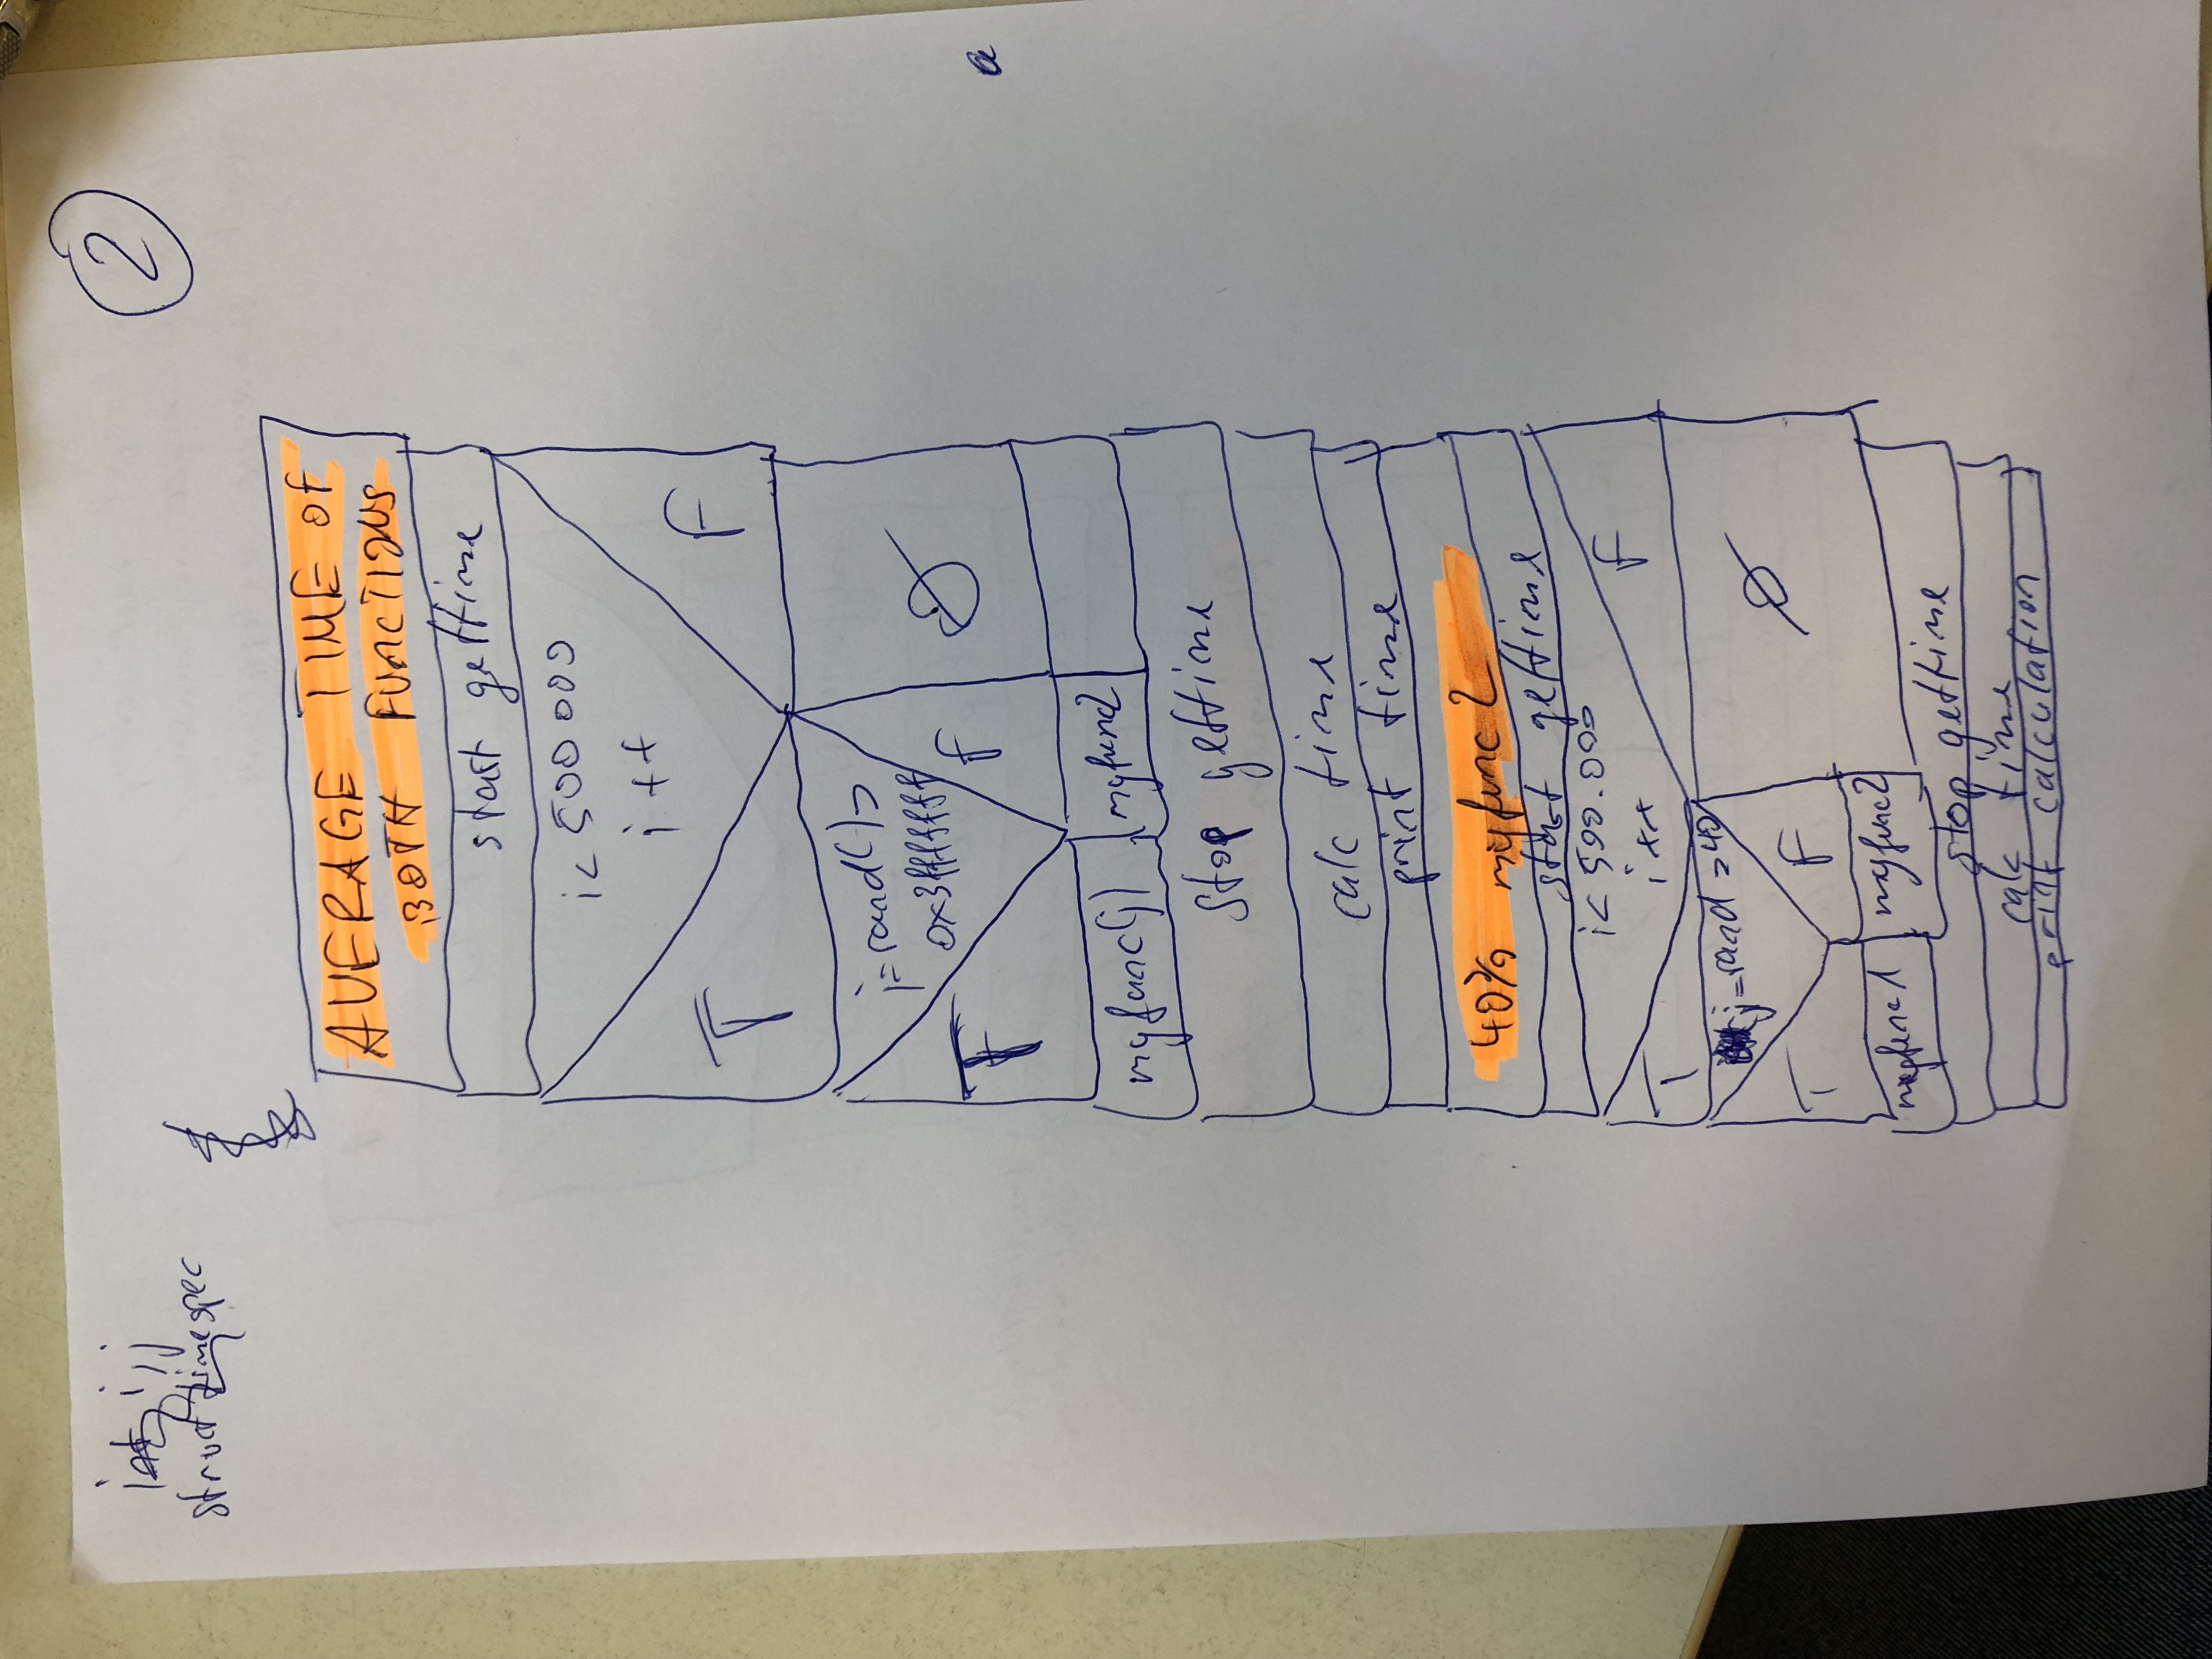 2
int i,j
struct timespec
AVERAGE TIME OF
BOTH FUNCTIONS
start gettime
i< 500 000
i ++
T
F
j=rand()>
0x3fffffff
T
F
Ø
myfunc(j)
myfunc2
a
stop gettime
calc time
print time
40% myfunc2
start gettime
i< 500.000
i ++
T
F
j=rand >40
T
F
Ø
myfunc1
myfunc2
stop gettime
calc time
print calculation